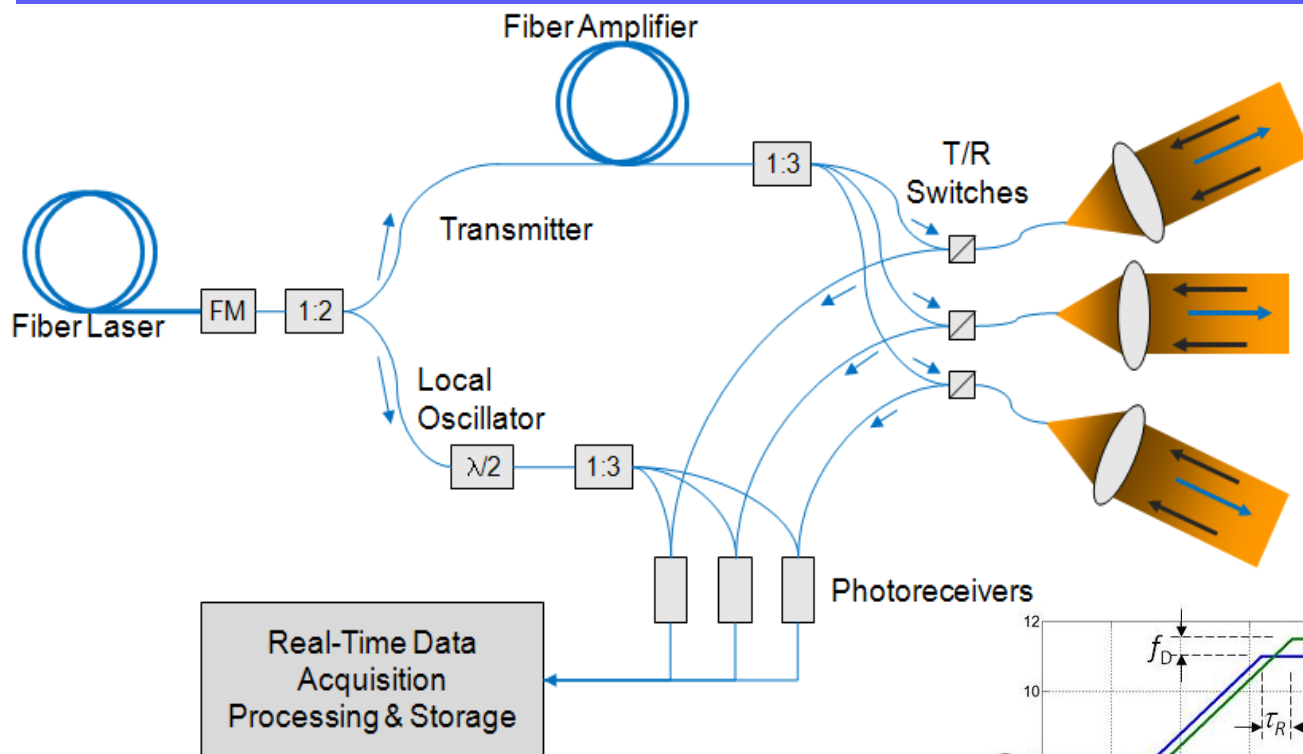 Fiber Amplifier
1:3
T/R
Switches
Transmitter
FM
1:2
Fiber Laser
Local
Oscillator
λ/2
1:3
Photoreceivers
Real-Time Data
Acquisition
Processing & Storage
12
f_D
10
τ_R